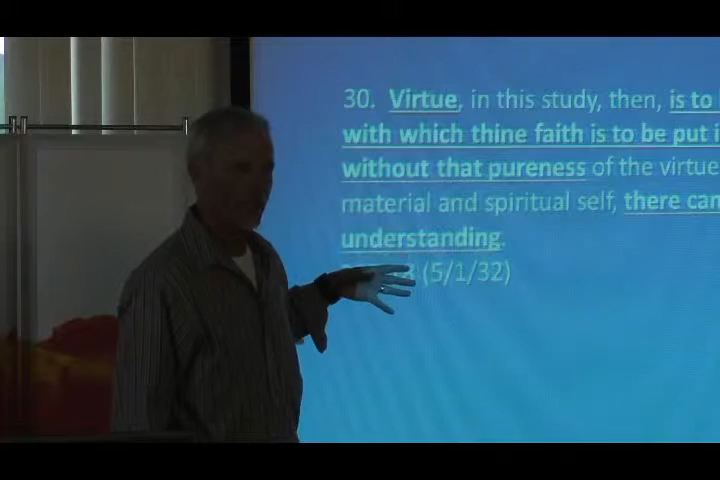 30. Virtue, in this study, then, is to
with which thine faith is to be put
without that pureness of the virtue
material and spiritual self, there can
understanding.
(5/1/32)